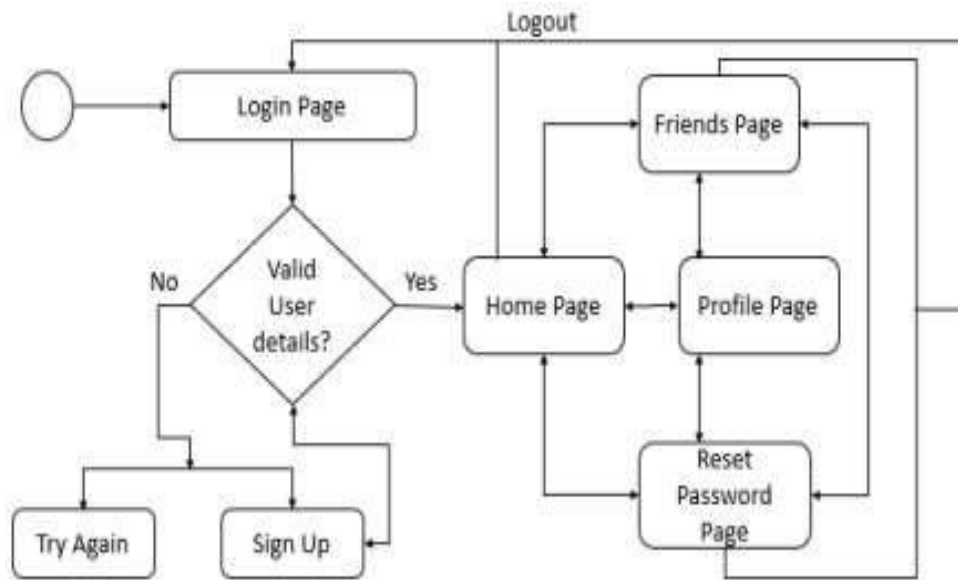 Logout
Login Page
Friends Page
No
Valid
User
details?
Yes
Home Page
Profile Page
Reset
Password
Page
Try Again
Sign Up